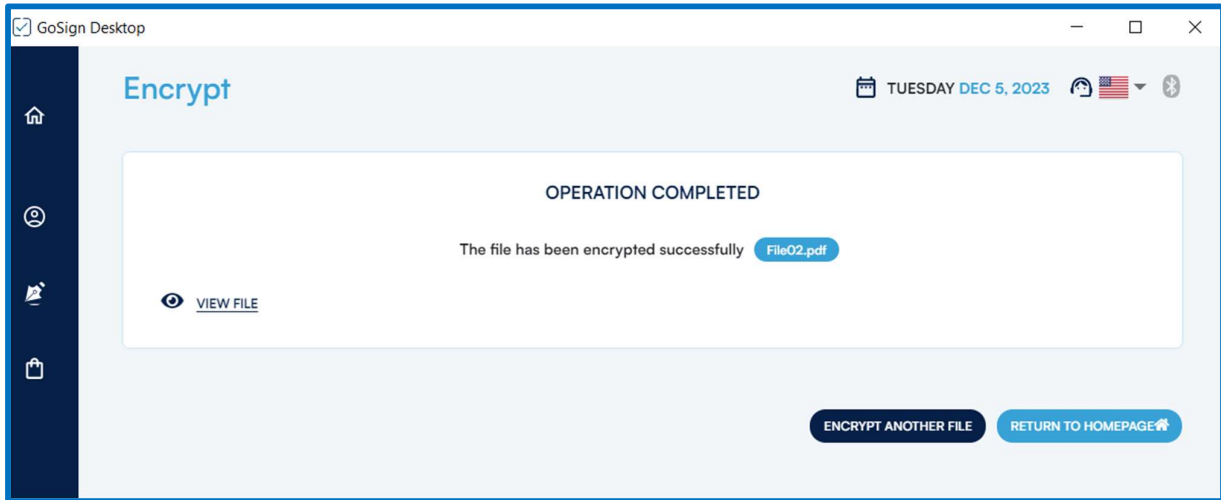 GoSign Desktop
Encrypt
TUESDAY DEC 5, 2023
OPERATION COMPLETED
The file has been encrypted successfully File02.pdf
VIEW FILE
ENCRYPT ANOTHER FILE
RETURN TO HOMEPAGE